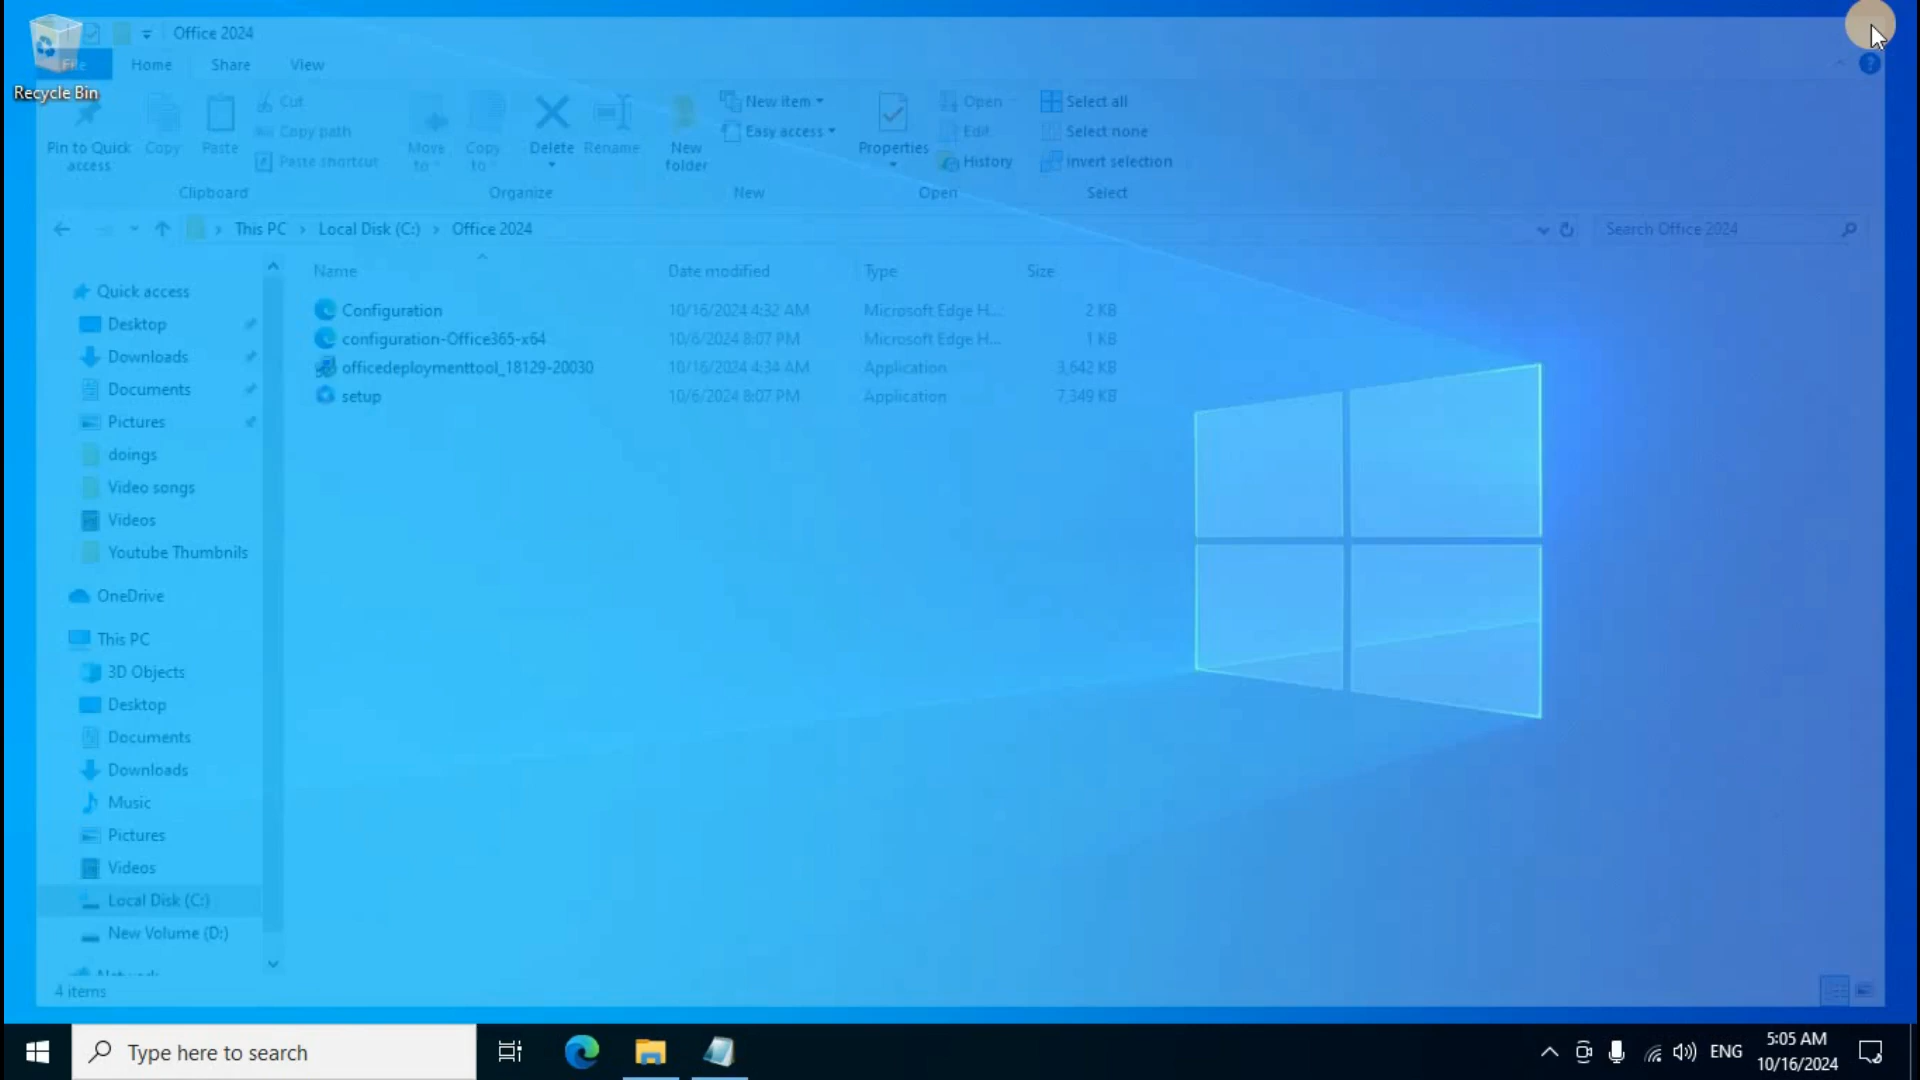 Office 2024
Recycle Bin
File
Home
Share
View
Pin to Quick access
Copy
Paste
Cut
Copy path
Paste shortcut
Clipboard
Move to
Copy to
Delete
Rename
Organize
New folder
New item
Easy access
New
Properties
Open
Edit
History
Open
Select all
Select none
Invert selection
Select
This PC > Local Disk (C:) > Office 2024
Search Office 2024
Name Date modified Type Size
Configuration 10/16/2024 4:32 AM Microsoft Edge H... 2 KB
configuration-Office365-x64 10/6/2024 8:07 PM Microsoft Edge H... 1 KB
officedeploymenttool_18129-20030 10/16/2024 4:34 AM Application 3,642 KB
setup 10/6/2024 8:07 PM Application 7,349 KB
Quick access
Desktop
Downloads
Documents
Pictures
doings
Video songs
Videos
Youtube Thumbnils
OneDrive
This PC
3D Objects
Desktop
Documents
Downloads
Music
Pictures
Videos
Local Disk (C:)
New Volume (D:)
Network
4 items
Type here to search
ENG
5:05 AM
10/16/2024